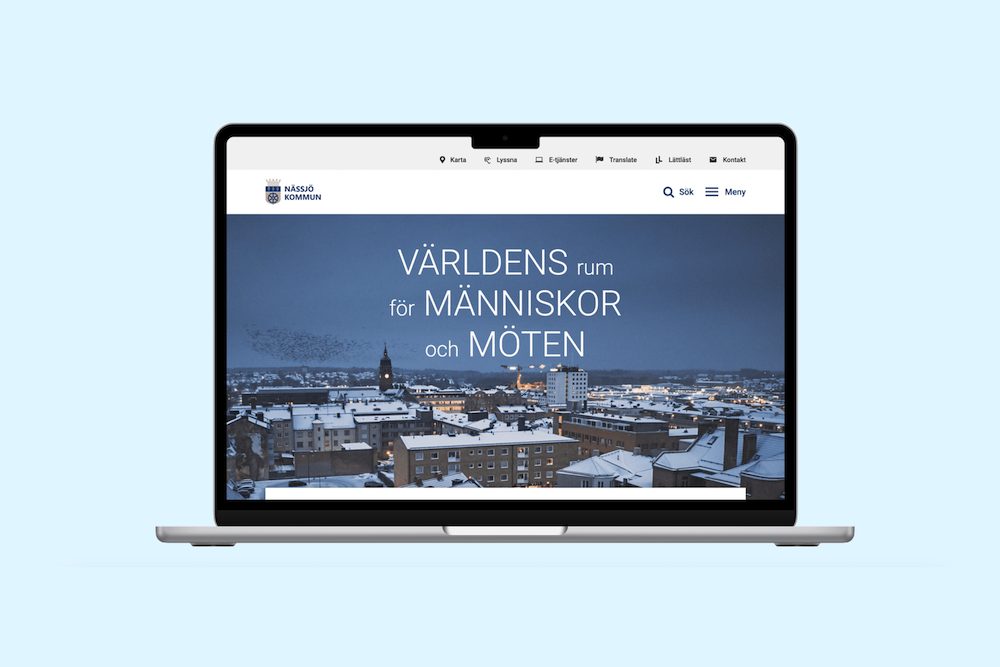 Karta Lyssna E-tjänster Translate Lättläst Kontakt
NÄSSJÖ
KOMMUN
Sök Meny
VÄRLDENS rum
för MÄNNISKOR
och MÖTEN